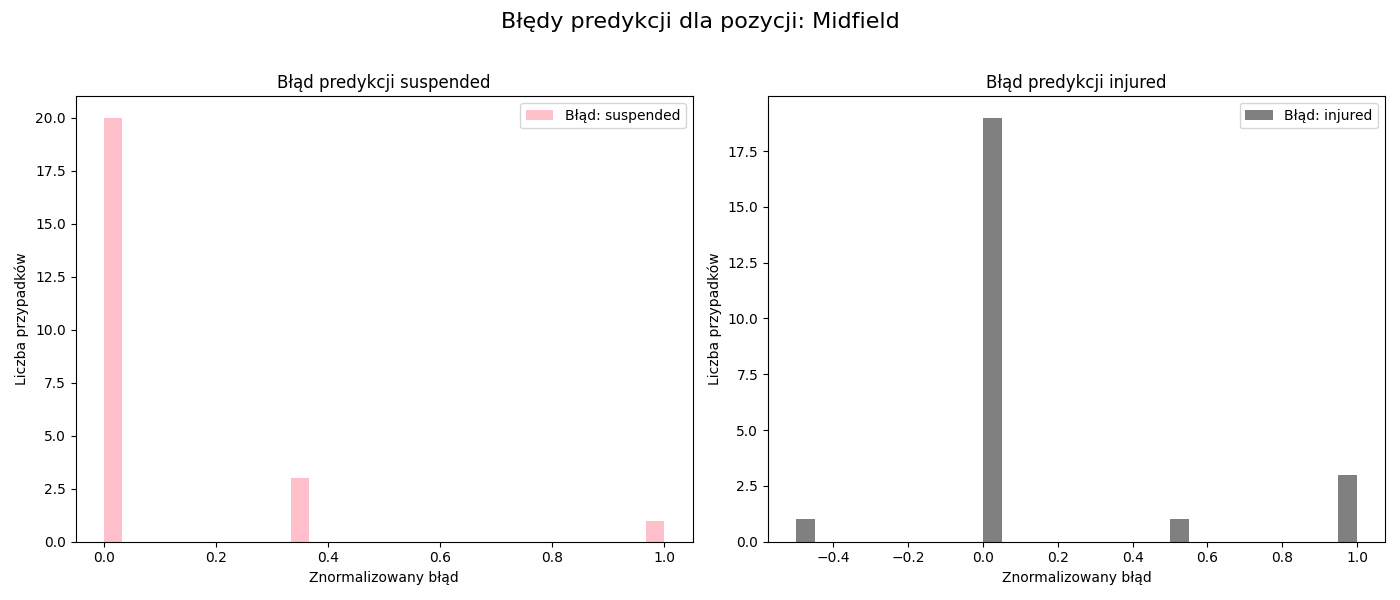 Błędy predykcji dla pozycji: Midfield
Błąd predykcji suspended
Błąd: suspended
Liczba przypadków
20.0
17.5
15.0
12.5
10.0
7.5
5.0
2.5
0.0
0.0 0.2 0.4 0.6 0.8 1.0
Znormalizowany błąd
Błąd predykcji injured
Błąd: injured
Liczba przypadków
17.5
15.0
12.5
10.0
7.5
5.0
2.5
0.0
−0.4 −0.2 0.0 0.2 0.4 0.6 0.8 1.0
Znormalizowany błąd